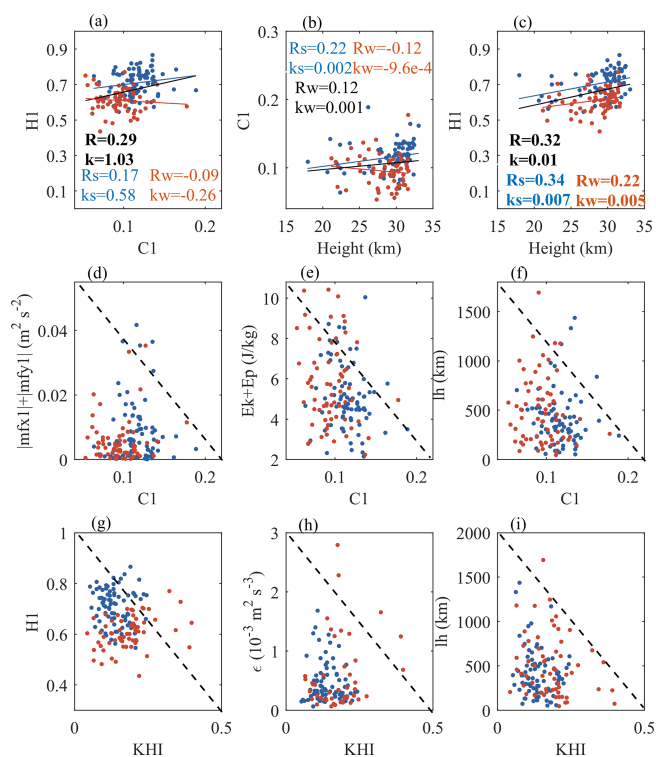 (a)
0.9
0.7
0.5
0.3
0.1
H1
R=0.29
k=1.03
Rs=0.17 Rw=-0.09
ks=0.58 kw=-0.26
0.1 0.2
C1
(b)
0.3
0.2
0.1
C1
Rs=0.22 Rw=-0.12
ks=0.002 kw=-9.6e-4
Rw=0.12
kw=0.001
15 20 25 30 35
Height (km)
(c)
0.9
0.7
0.5
0.3
0.1
H1
R=0.32
k=0.01
Rs=0.34 Rw=0.22
ks=0.007 kw=0.005
15 20 25 30 35
Height (km)
(d)
0.04
0.02
0
|mfx1|+|mfy1| (m² s⁻²)
0.1 0.2
C1
(e)
10
8
6
4
2
Ek+Ep (J/kg)
0.1 0.2
C1
(f)
1500
1000
500
0
lh (km)
0.1 0.2
C1
(g)
1
0.8
0.6
0.4
H1
0 0.5
KHI
(h)
3
2
1
0
ϵ (10⁻³ m² s⁻³)
0 0.5
KHI
(i)
2000
1500
1000
500
0
lh (km)
0 0.5
KHI